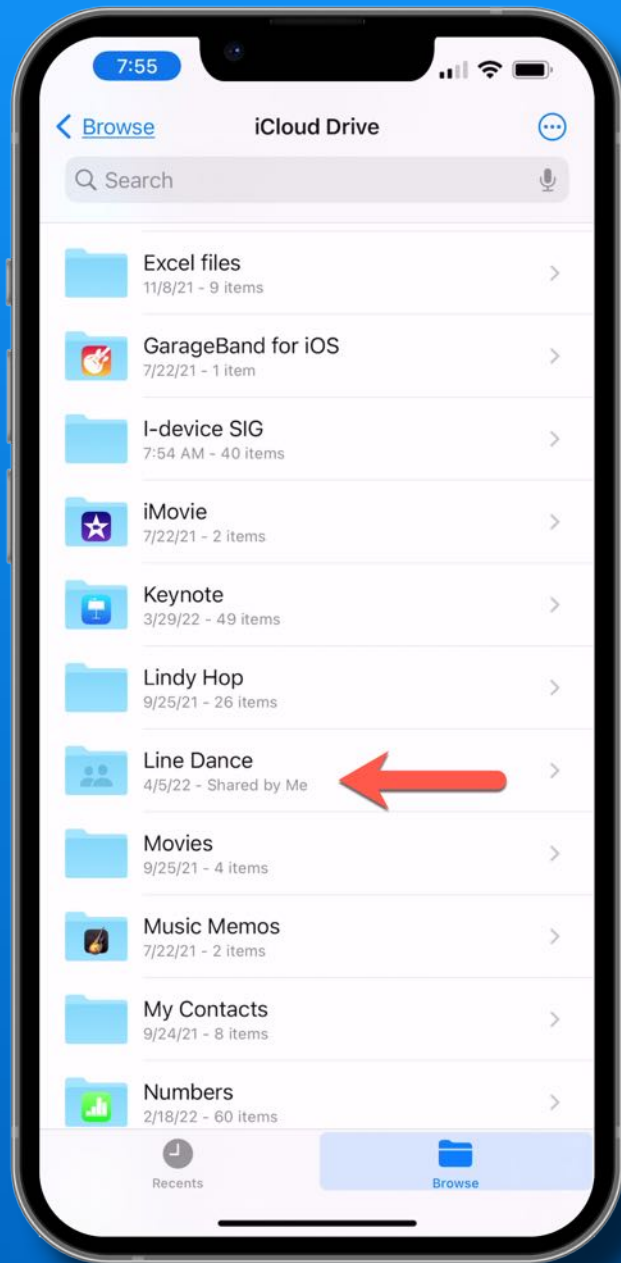 7:55
Browse
iCloud Drive
Search
Excel files
11/8/21 - 9 items
GarageBand for iOS
7/22/21 - 1 item
I-device SIG
7:54 AM - 40 items
iMovie
7/22/21 - 2 items
Keynote
3/29/22 - 49 items
Lindy Hop
9/25/21 - 26 items
Line Dance
4/5/22 - Shared by Me
Movies
9/25/21 - 4 items
Music Memos
7/22/21 - 2 items
My Contacts
9/24/21 - 8 items
Numbers
2/18/22 - 60 items
Recents
Browse